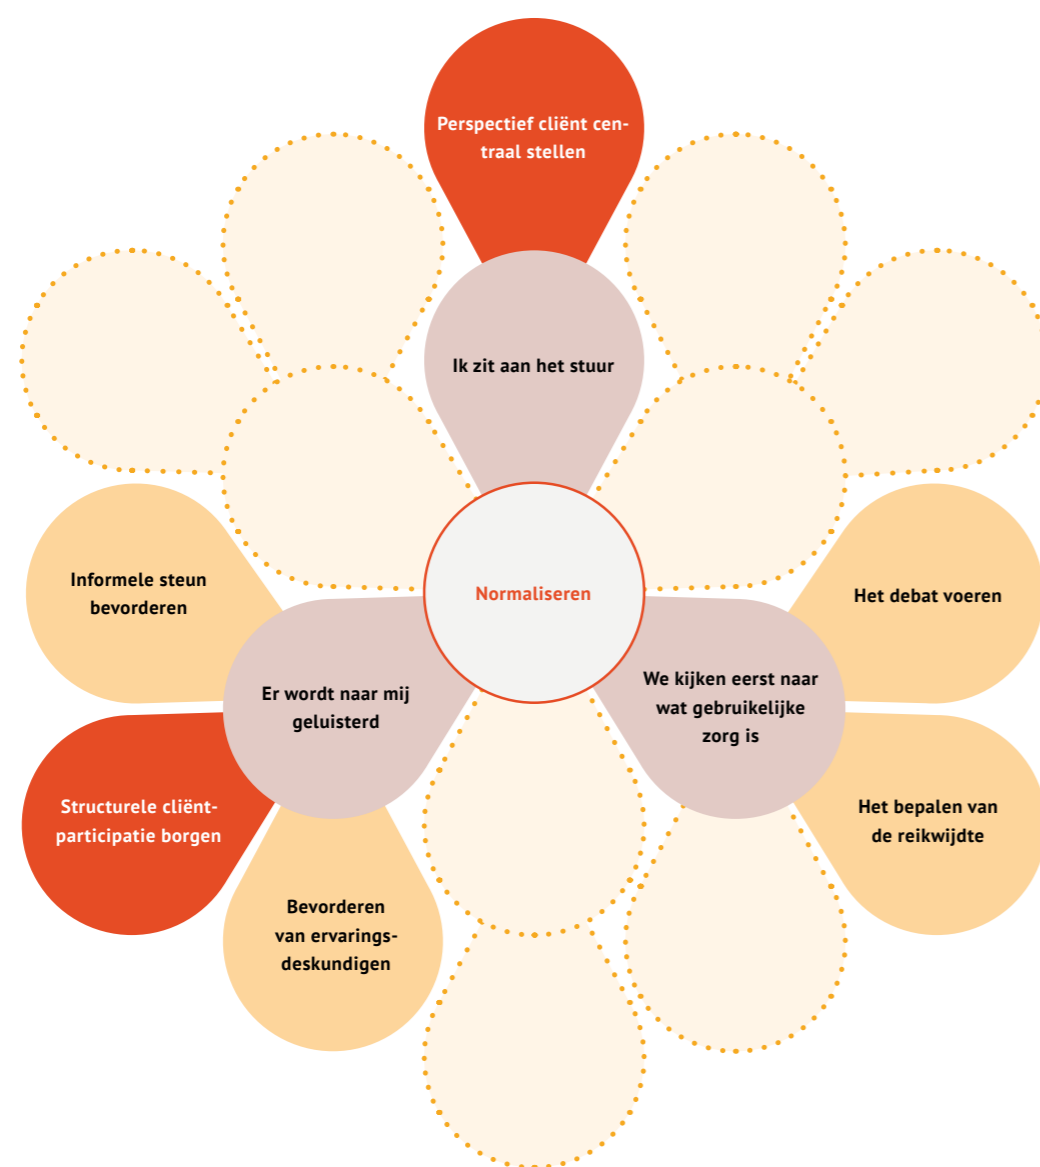 Perspectief cliënt cen-
traal stellen
Ik zit aan het stuur
Normaliseren
Informele steun
bevorderen
Het debat voeren
Er wordt naar mij
geluisterd
We kijken eerst naar
wat gebruikelijke
zorg is
Structurele cliënt-
participatie borgen
Het bepalen van
de reikwijdte
Bevorderen
van ervarings-
deskundigen